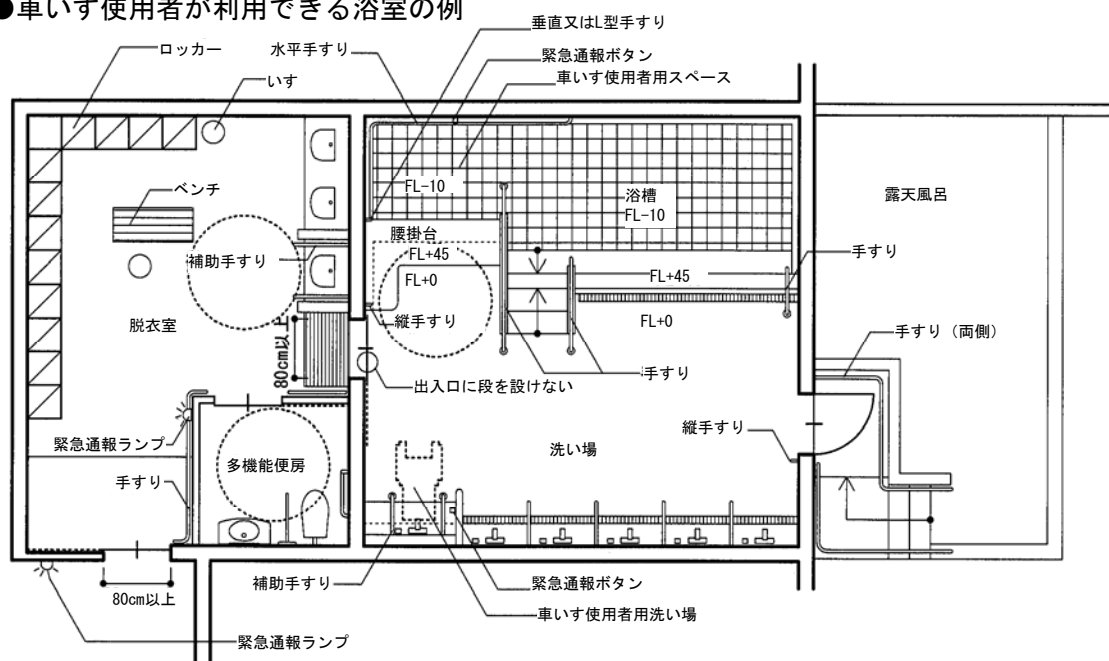 ●車いす使用者が利用できる浴室の例
垂直又はL型手すり
ロッカー
水平手すり
緊急通報ボタン
いす
車いす使用者用スペース
FL-10
浴槽
FL-10
露天風呂
ベンチ
腰掛台
補助手すり
FL+45
FL+0
手すり
FL+45
FL+0
脱衣室
縦手すり
手すり（両側）
80cm以上
出入口に段を設けない
手すり
緊急通報ランプ
縦手すり
洗い場
多機能便房
手すり
補助手すり
緊急通報ボタン
80cm以上
車いす使用者用洗い場
緊急通報ランプ